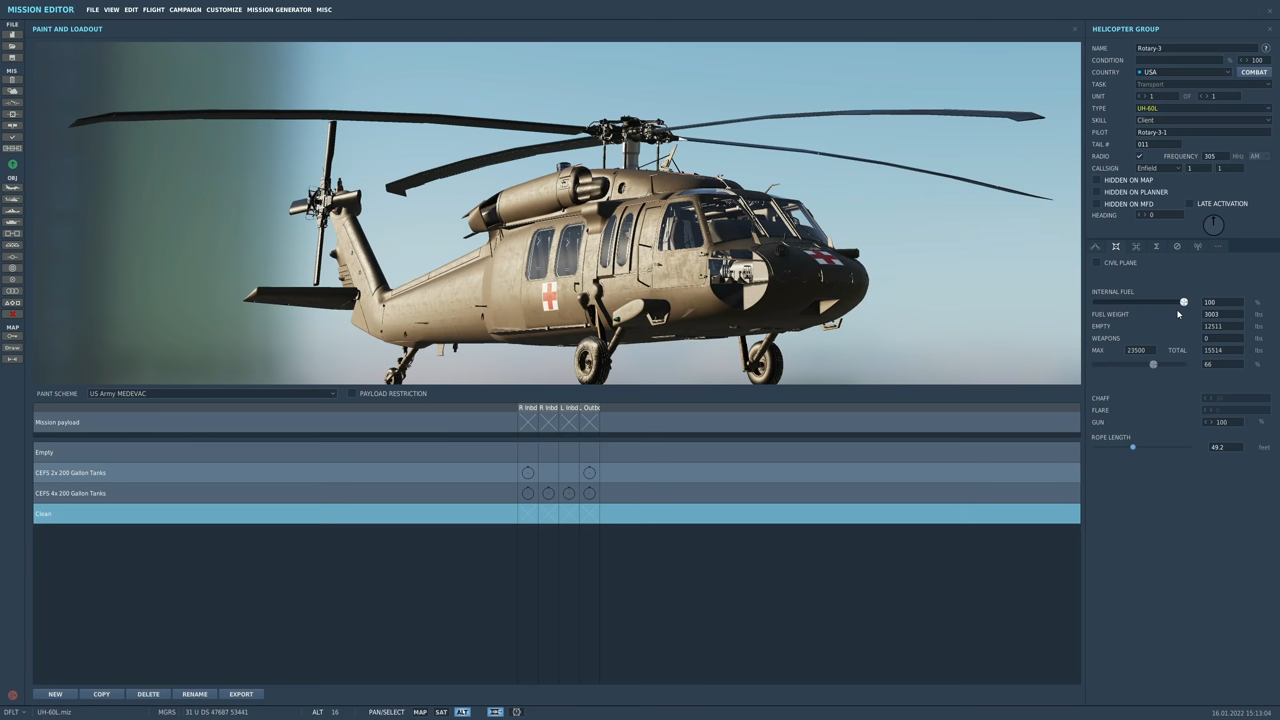 MISSION EDITOR FILE VIEW EDIT FLIGHT CAMPAIGN CUSTOMIZE MISSION GENERATOR MISC
FILE
MIS
OBJ
MAP
Draw
PAINT AND LOADOUT
PAINT SCHEME US Army MEDEVAC PAYLOAD RESTRICTION
R Inbd R Inbd L Inbd
Mission payload
Empty
CEFS 2x 200 Gallon Tanks
CEFS 4x 200 Gallon Tanks
Clean
NEW COPY DELETE RENAME EXPORT
HELICOPTER GROUP
NAME Rotary-3 ?
CONDITION % < > 100
COUNTRY USA COMBAT
TASK Transport
UNIT < > 1 OF < > 1
TYPE UH-60L
SKILL Client
PILOT Rotary-3-1
TAIL # 011
RADIO FREQUENCY 305 MHz AM
CALLSIGN Enfield 1 1
HIDDEN ON MAP
HIDDEN ON PLANNER
HIDDEN ON MFD LATE ACTIVATION
HEADING < > 0
CIVIL PLANE
INTERNAL FUEL
100 %
FUEL WEIGHT 3003 lbs
EMPTY 12511 lbs
WEAPONS 0 lbs
MAX 23500 TOTAL 15514 lbs
66 %
CHAFF
FLARE
GUN < > 100 %
ROPE LENGTH
49.2 feet
DFLT UH-60L.miz MGRS 31 U DS 47687 53441 ALT 16 PAN/SELECT MAP SAT ALT 16.01.2022 15:13:04